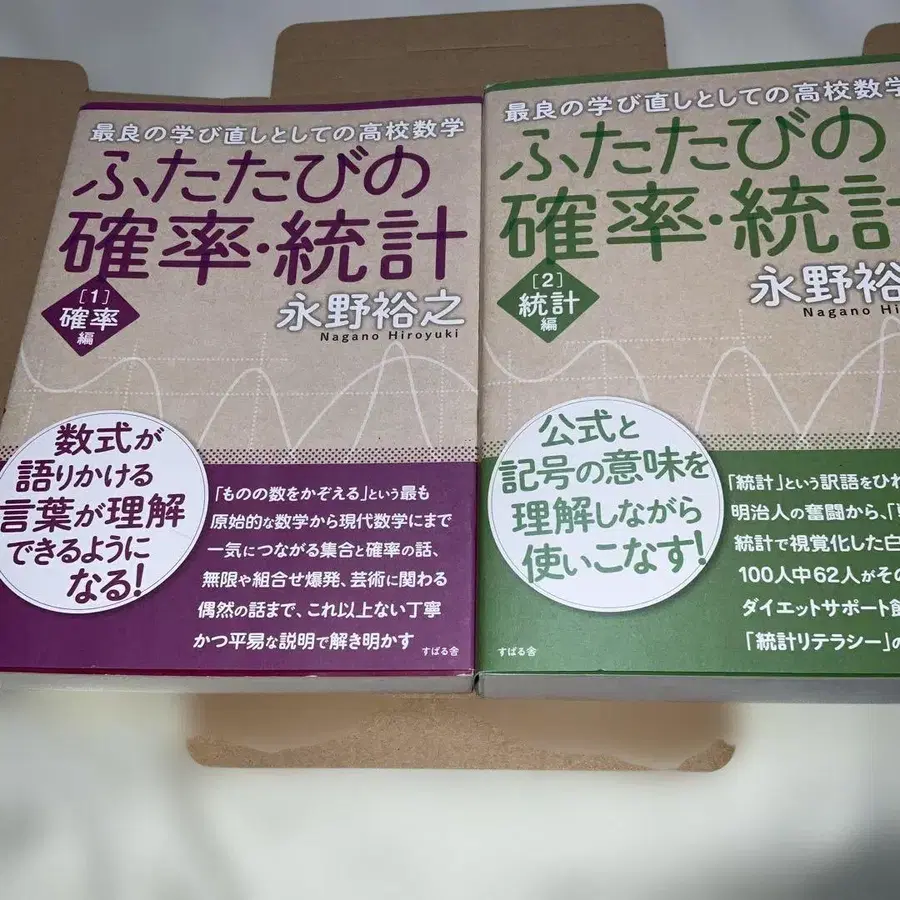 最良の学び直しとしての高校数学
ふたたびの
確率・統計
[1]
確率
編
永野裕之
Nagano Hiroyuki
数式が
語りかける
言葉が理解
できるように
なる!
「ものの数をかぞえる」という最も
原始的な数学から現代数学にまで
一気につながる集合と確率の話、
無限や組合せ爆発、芸術に関わる
偶然の話まで、これ以上ない丁寧
かつ平易な説明で解き明かす
すばる舎
最良の学び直しとしての高校数学
ふたたびの
確率・統計
[2]
統計
編
永野裕
Nagano Hi
公式と
記号の意味を
理解しながら
使いこなす!
「統計」という訳語をひね
明治人の奮闘から、「
統計で視覚化した白
100人中62人がその
ダイエットサポート飲
「統計リテラシー」の